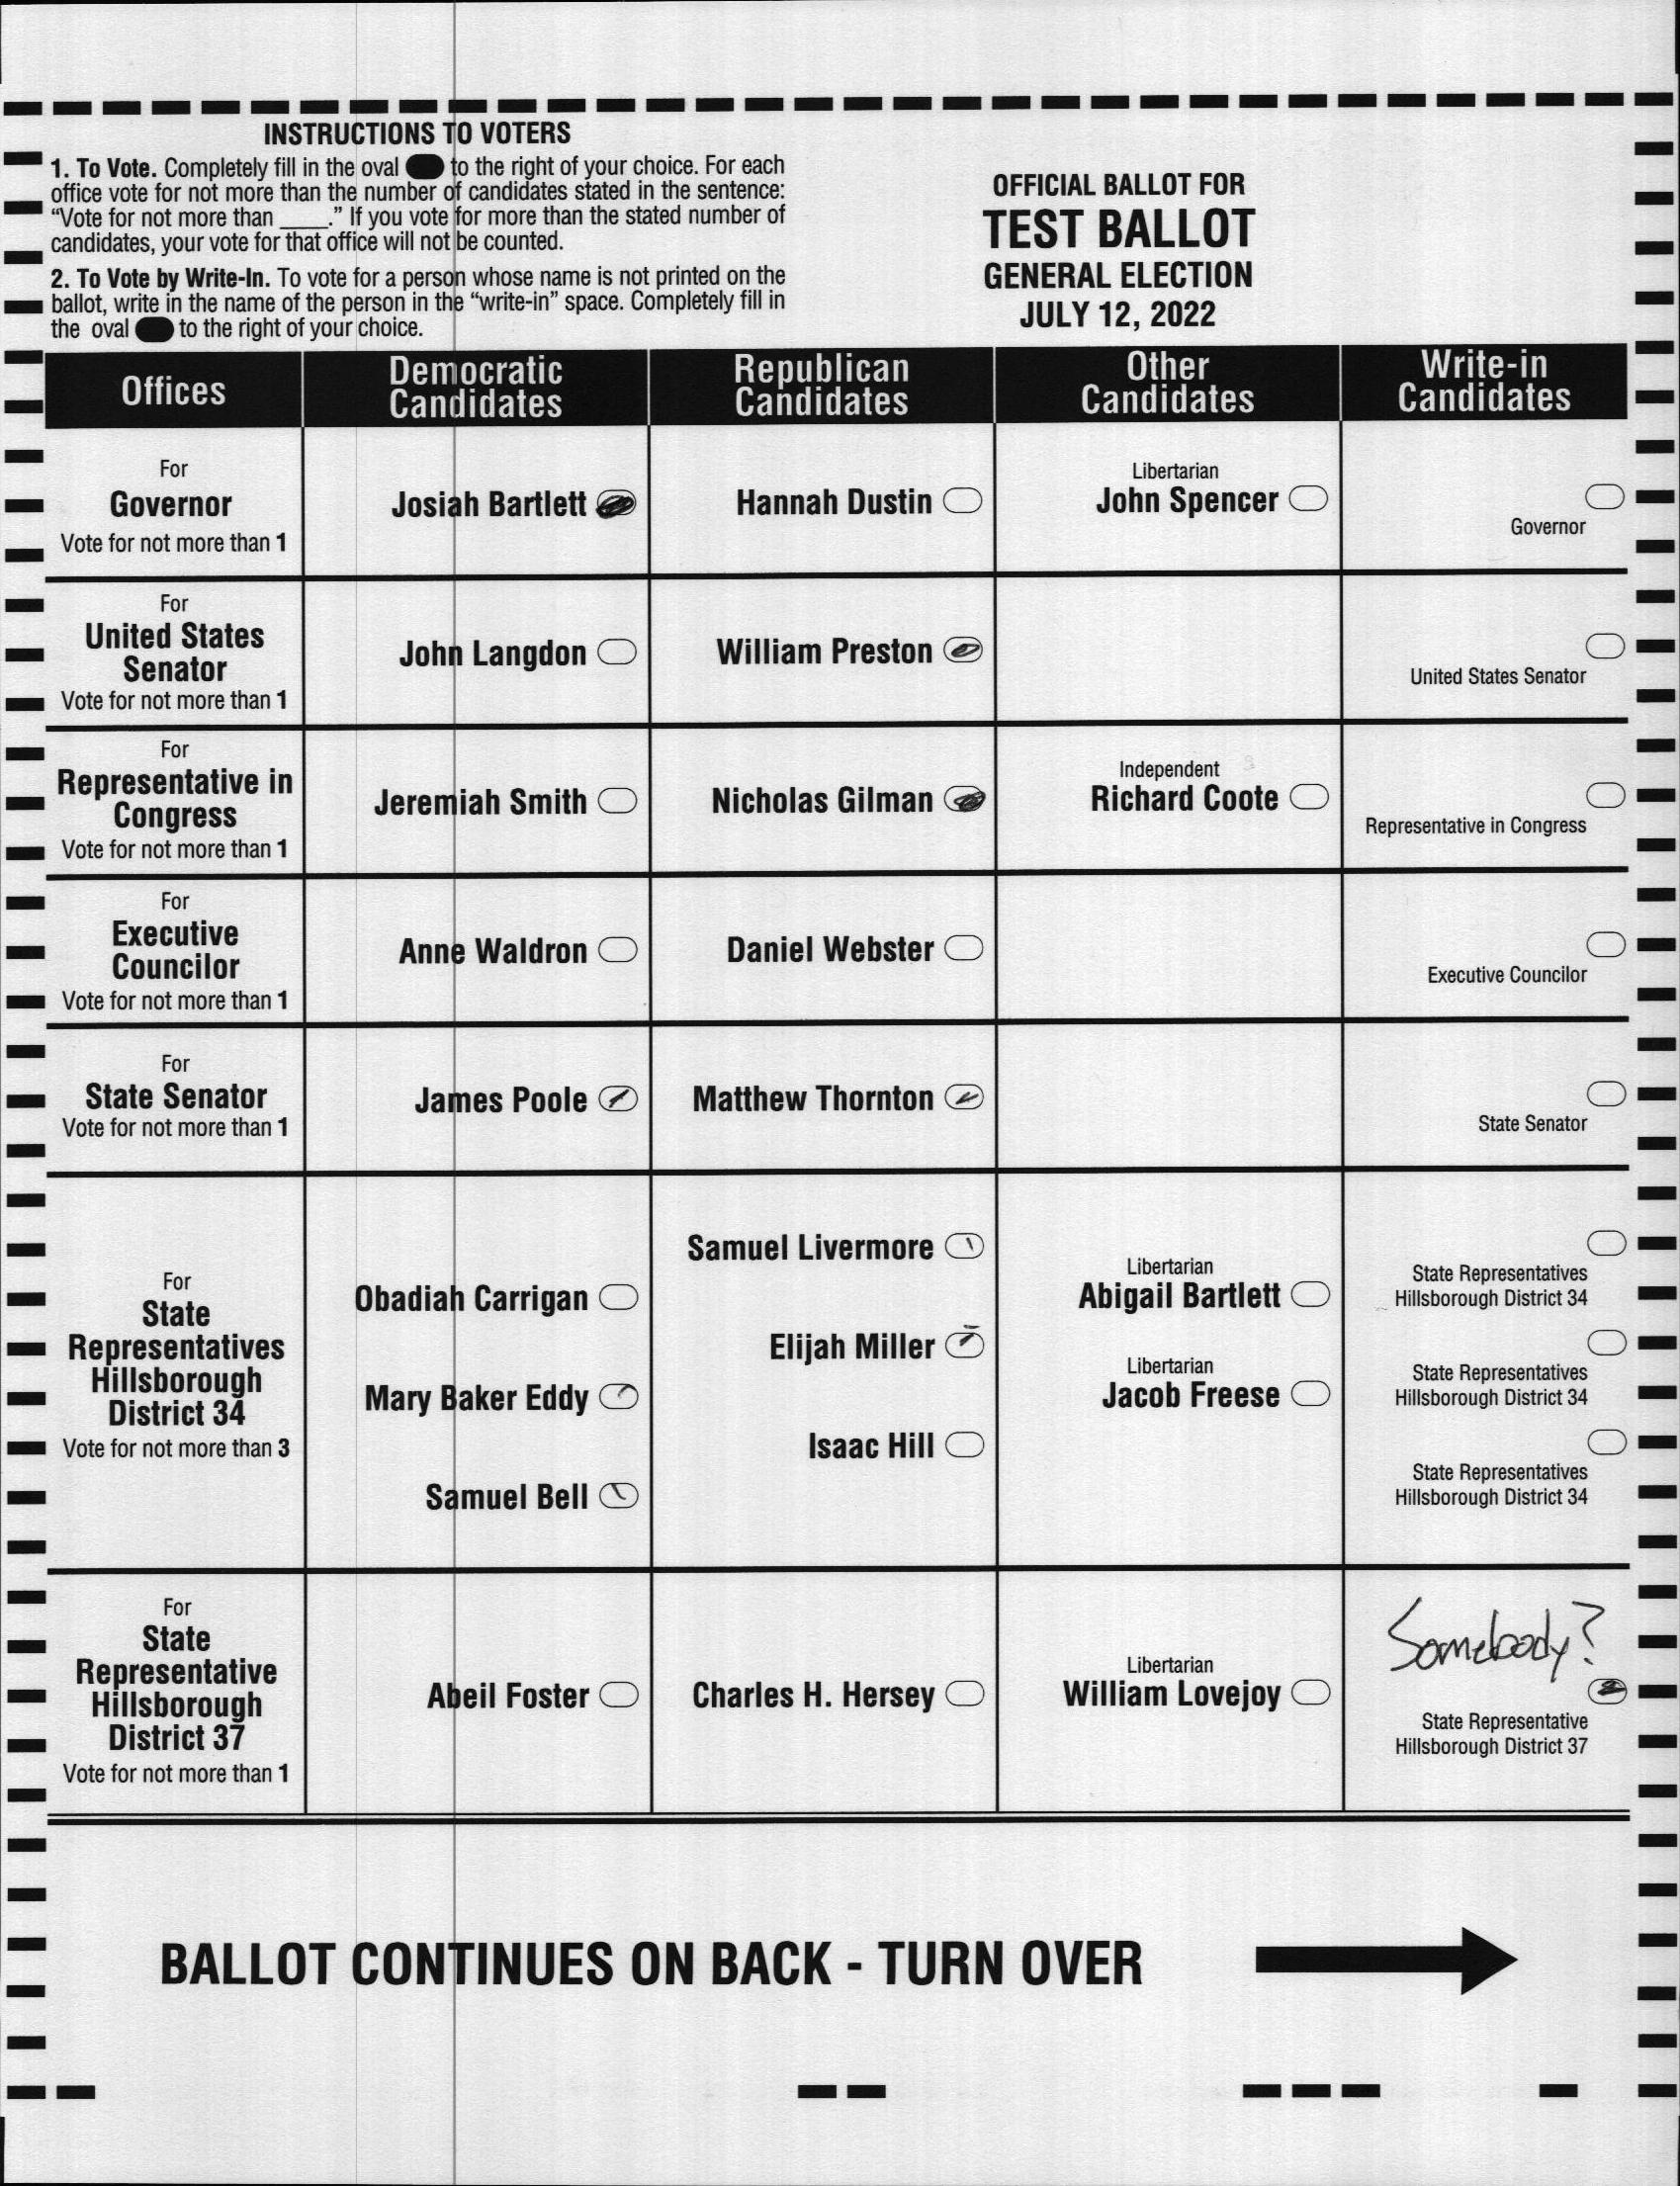 INSTRUCTIONS TO VOTERS
1. To Vote. Completely fill in the oval to the right of your choice. For each
office vote for not more than the number of candidates stated in the sentence:
“Vote for not more than ____.” If you vote for more than the stated number of
candidates, your vote for that office will not be counted.
2. To Vote by Write-In. To vote for a person whose name is not printed on the
ballot, write in the name of the person in the “write-in” space. Completely fill in
the oval to the right of your choice.
OFFICIAL BALLOT FOR
TEST BALLOT
GENERAL ELECTION
JULY 12, 2022
Offices
Democratic
Candidates
Republican
Candidates
Other
Candidates
Write-in
Candidates
For
Governor
Vote for not more than 1
Josiah Bartlett
Hannah Dustin
Libertarian
John Spencer
Governor
For
United States
Senator
Vote for not more than 1
John Langdon
William Preston
United States Senator
For
Representative in
Congress
Vote for not more than 1
Jeremiah Smith
Nicholas Gilman
Independent
Richard Coote
Representative in Congress
For
Executive
Councilor
Vote for not more than 1
Anne Waldron
Daniel Webster
Executive Councilor
For
State Senator
Vote for not more than 1
James Poole
Matthew Thornton
State Senator
For
State
Representatives
Hillsborough
District 34
Vote for not more than 3
Obadiah Carrigan
Mary Baker Eddy
Samuel Bell
Samuel Livermore
Elijah Miller
Isaac Hill
Libertarian
Abigail Bartlett
Libertarian
Jacob Freese
State Representatives
Hillsborough District 34
State Representatives
Hillsborough District 34
State Representatives
Hillsborough District 34
For
State
Representative
Hillsborough
District 37
Vote for not more than 1
Abeil Foster
Charles H. Hersey
Libertarian
William Lovejoy
Somebody?
State Representative
Hillsborough District 37
BALLOT CONTINUES ON BACK - TURN OVER